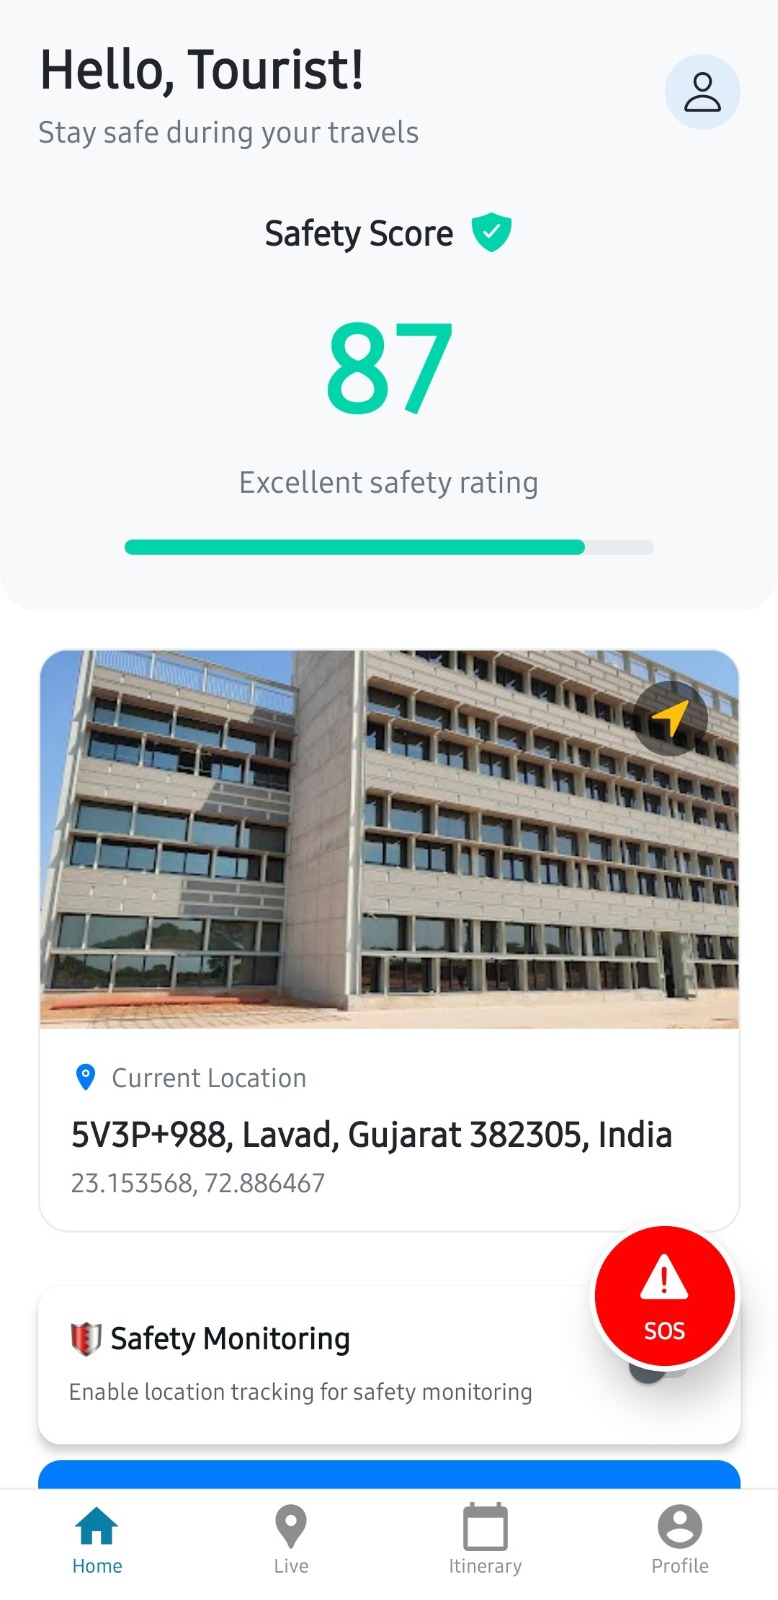 Hello, Tourist!
Stay safe during your travels
Safety Score
87
Excellent safety rating
Current Location
5V3P+988, Lavad, Gujarat 382305, India
23.153568, 72.886467
SOS
Safety Monitoring
Enable location tracking for safety monitoring
Home
Live
Itinerary
Profile